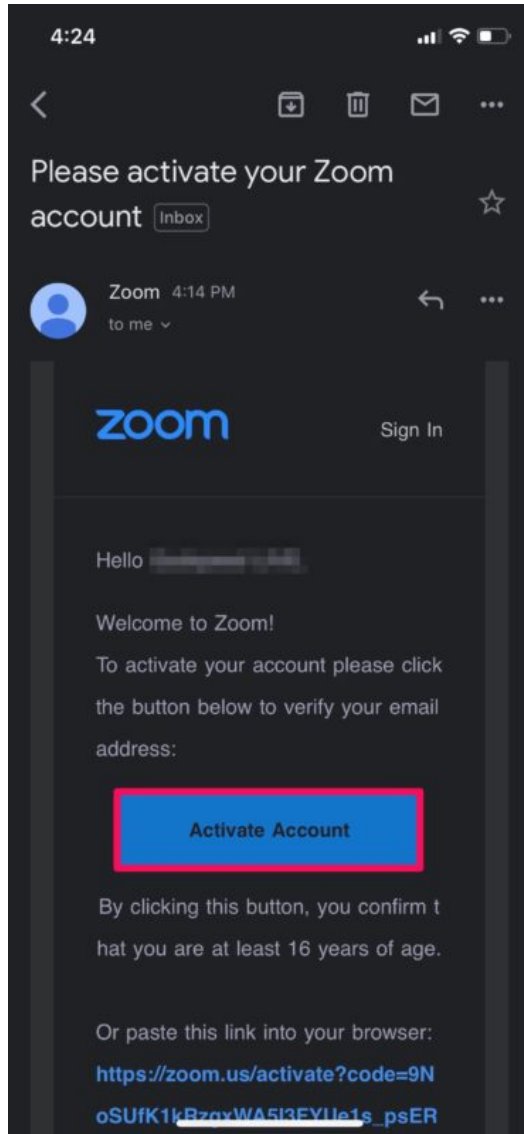 4:24
Please activate your Zoom
account Inbox
Zoom 4:14 PM
to me
zoom
Sign In
Hello
Welcome to Zoom!
To activate your account please click
the button below to verify your email
address:
Activate Account
By clicking this button, you confirm t
hat you are at least 16 years of age.
Or paste this link into your browser:
https://zoom.us/activate?code=9N